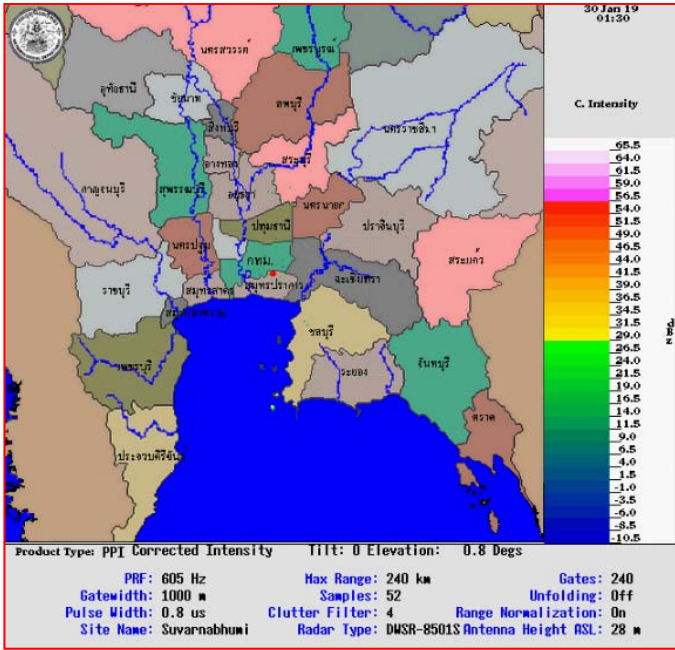 30 Jan 19
01:30
นครสวรรค์
เพชรบูรณ์
อุทัยธานี
ชัยนาท
ลพบุรี
C. Intensity
สิงหบุรี
นครราชสีมา
อ่างทอง
สระบุรี
กาญจนบุรี
สุพรรณบุรี
อยุธยา
นครนายก
ปราจีนบุรี
ปทุมธานี
นครปฐม
กทม.
สระแก้ว
ราชบุรี
สมุทรสาคร
สมุทรปราการ
ฉะเชิงเทรา
ชลบุรี
เพชรบุรี
ระยอง
จันทบุรี
ตราด
ประจวบคีรีขันธ์
65.5
64.0
61.5
59.0
56.5
54.0
51.5
49.0
46.5
44.0
41.5
39.0
36.5
34.0
31.5
29.0
26.5
24.0
21.5
19.0
16.5
14.0
11.5
9.0
6.5
4.0
1.5
-1.0
-3.5
-6.0
-8.5
-10.5
Product Type: PPI Corrected Intensity Tilt: 0 Elevation: 0.8 Degs
PRF: 605 Hz Max Range: 240 km Gates: 240
Gatewidth: 1000 m Samples: 52 Unfolding: Off
Pulse Width: 0.8 us Clutter Filter: 4 Range Normalization: On
Site Name: Suvarnabhumi Radar Type: DWSR-8501S Antenna Height ASL: 28 m